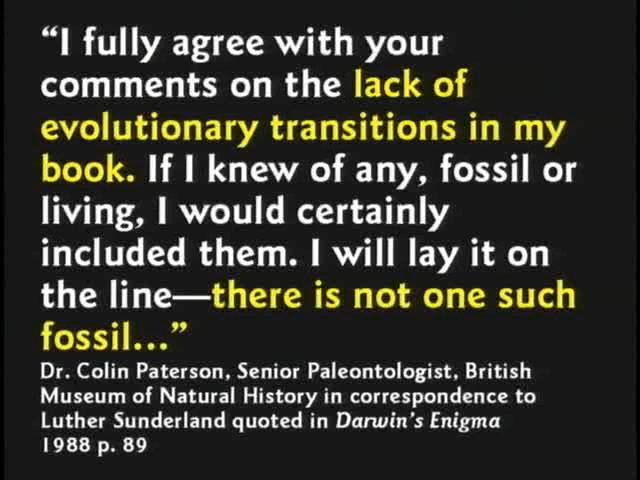 “I fully agree with your
comments on the lack of
evolutionary transitions in my
book. If I knew of any, fossil or
living, I would certainly
included them. I will lay it on
the line—there is not one such
fossil...”
Dr. Colin Paterson, Senior Paleontologist, British
Museum of Natural History in correspondence to
Luther Sunderland quoted in Darwin’s Enigma
1988 p. 89